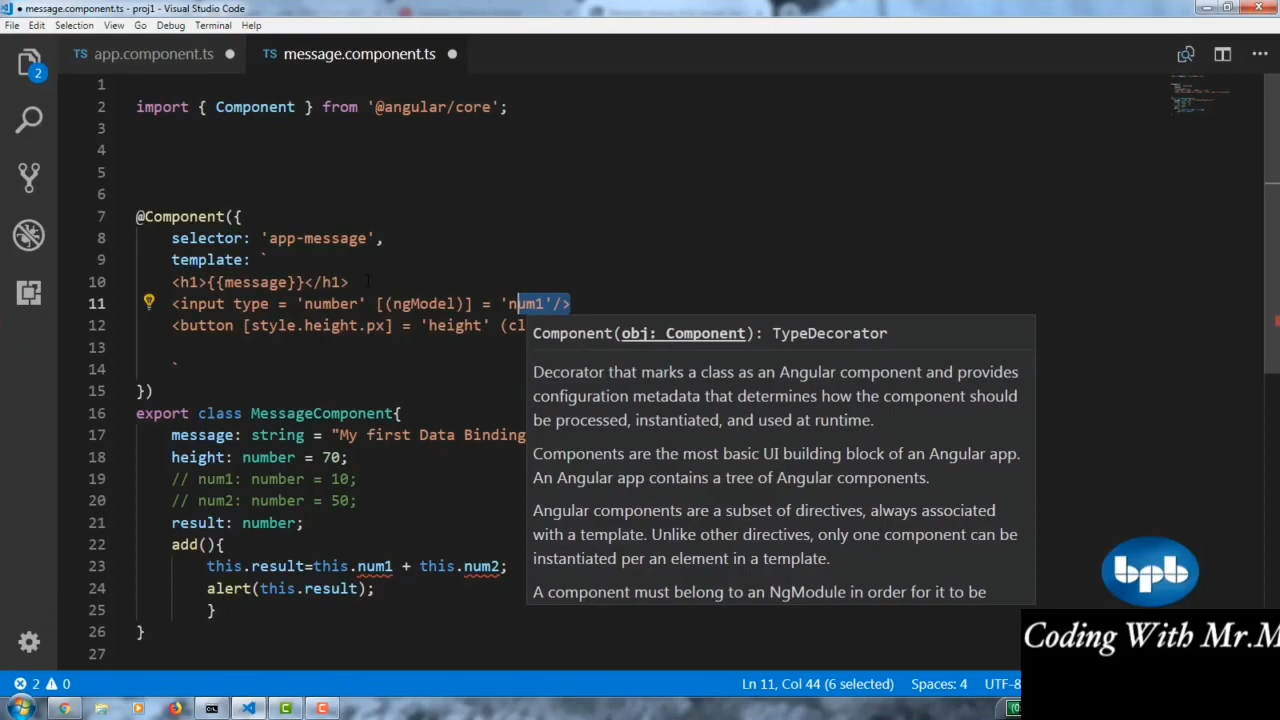 message.component.ts - proj1 - Visual Studio Code
File Edit Selection View Go Debug Terminal Help
TS app.component.ts TS message.component.ts
2
1
2 import { Component } from '@angular/core';
3
4
5
6
7 @Component({
8 selector: 'app-message',
9 template: `
10 <h1>{{message}}</h1>
11 <input type = 'number' [(ngModel)] = 'num1'/>
12 <button [style.height.px] = 'height' (cl
13
14 `
15 })
16 export class MessageComponent{
17 message: string = "My first Data Binding
18 height: number = 70;
19 // num1: number = 10;
20 // num2: number = 50;
21 result: number;
22 add(){
23 this.result=this.num1 + this.num2;
24 alert(this.result);
25 }
26 }
27
Component(obj: Component): TypeDecorator
Decorator that marks a class as an Angular component and provides
configuration metadata that determines how the component should
be processed, instantiated, and used at runtime.
Components are the most basic UI building block of an Angular app.
An Angular app contains a tree of Angular components.
Angular components are a subset of directives, always associated
with a template. Unlike other directives, only one component can be
instantiated per an element in a template.
A component must belong to an NgModule in order for it to be
bpb
Coding With Mr.M
2 0 Ln 11, Col 44 (6 selected) Spaces: 4 UTF-8